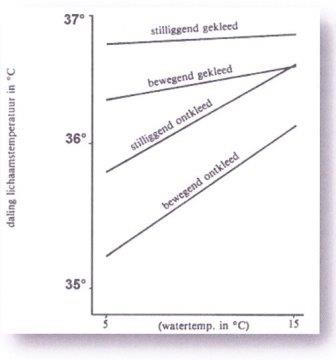 37°
stilliggend gekleed
bewegend gekleed
36°
stilliggend ontkleed
bewegend ontkleed
35°
daling lichaamstemperatuur in °C
5
(watertemp. in °C)
15